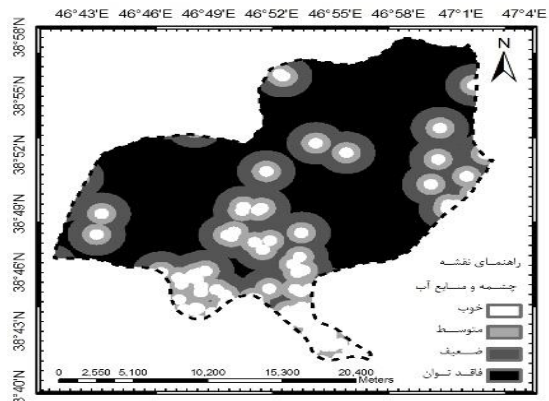 46°43'E 46°46'E 46°49'E 46°52'E 46°55'E 46°58'E 47°1'E 47°4'E
38°58'N
38°55'N
38°52'N
38°49'N
38°46'N
38°43'N
38°40'N
N
راهنمای نقشه
چشمه و منابع آب
خوب
متوسط
ضعیف
فاقد توان
0 2,550 5,100 10,200 15,300 20,400
Meters